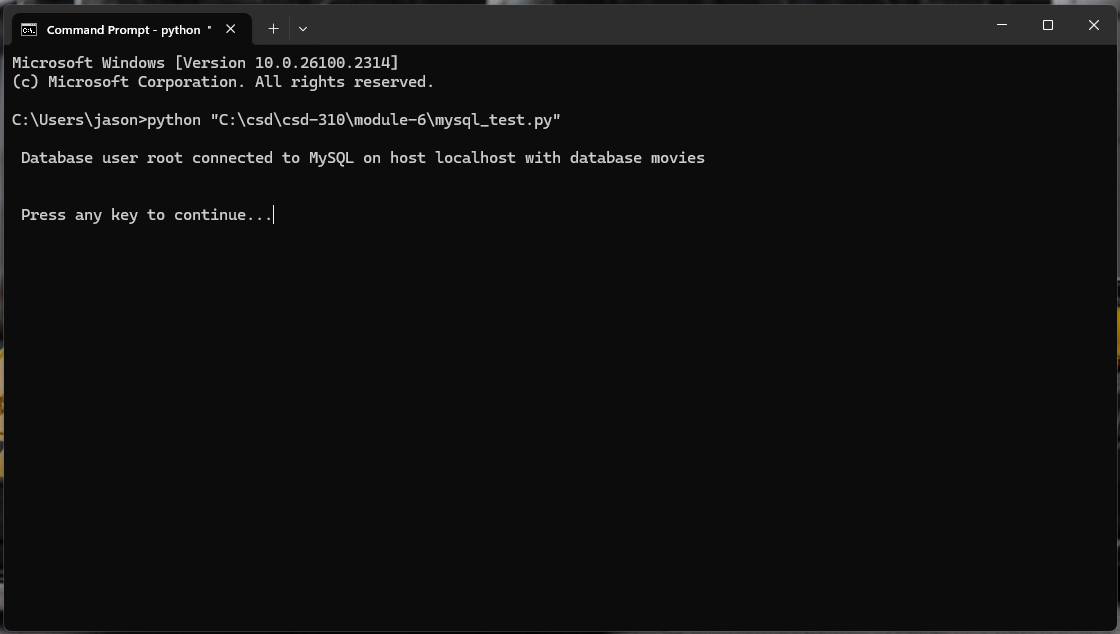 Command Prompt - python "
Microsoft Windows [Version 10.0.26100.2314]
(c) Microsoft Corporation. All rights reserved.
C:\Users\jason>python "C:\csd\csd-310\module-6\mysql_test.py"
Database user root connected to MySQL on host localhost with database movies
Press any key to continue...